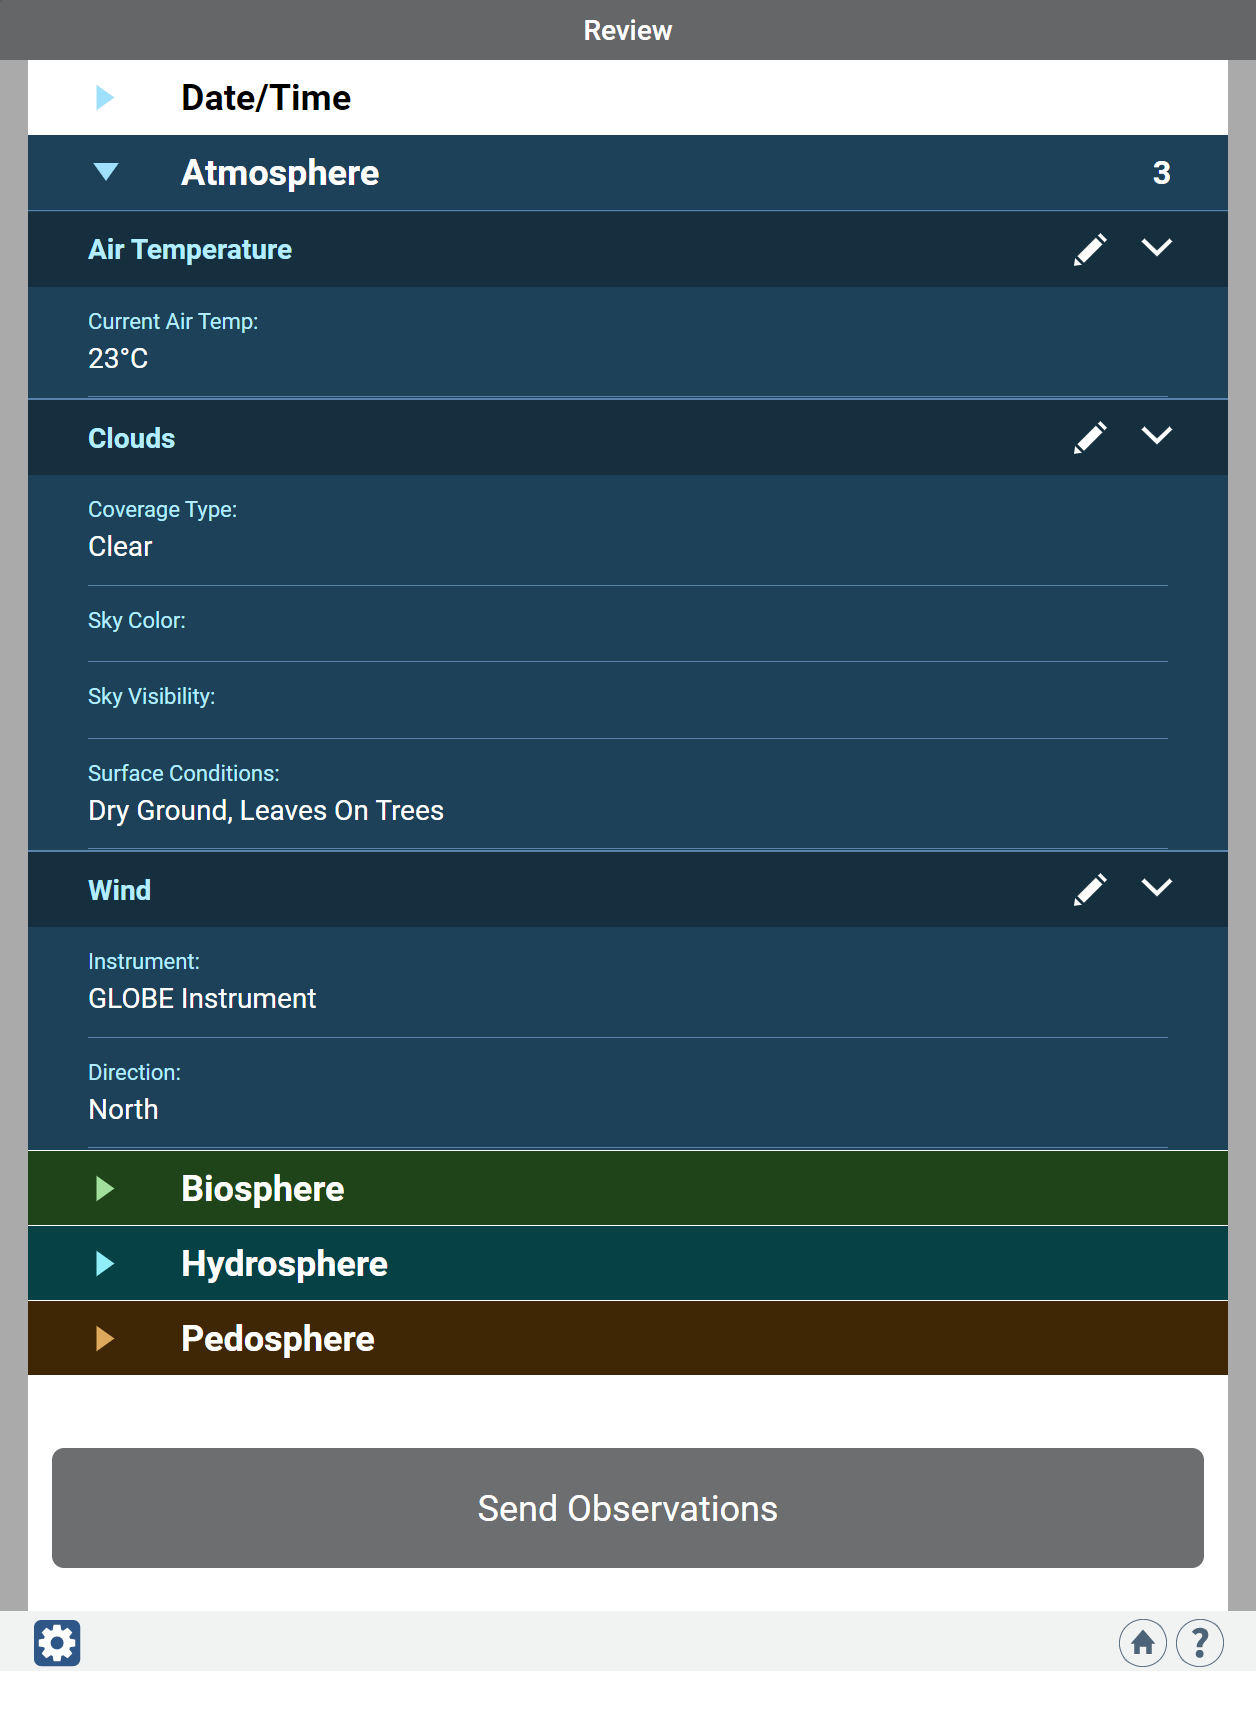 Review
Date/Time
Atmosphere 3
Air Temperature
Current Air Temp:
23°C
Clouds
Coverage Type:
Clear
Sky Color:
Sky Visibility:
Surface Conditions:
Dry Ground, Leaves On Trees
Wind
Instrument:
GLOBE Instrument
Direction:
North
Biosphere
Hydrosphere
Pedosphere
Send Observations
?